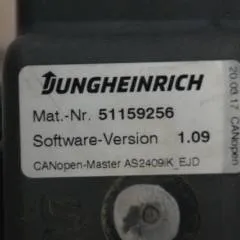 JUNGHEINRICH
Mat.-Nr. 51159256
Software-Version 1.09
CANopen-Master AS2409iK_EJD
20.03.17 CANopen